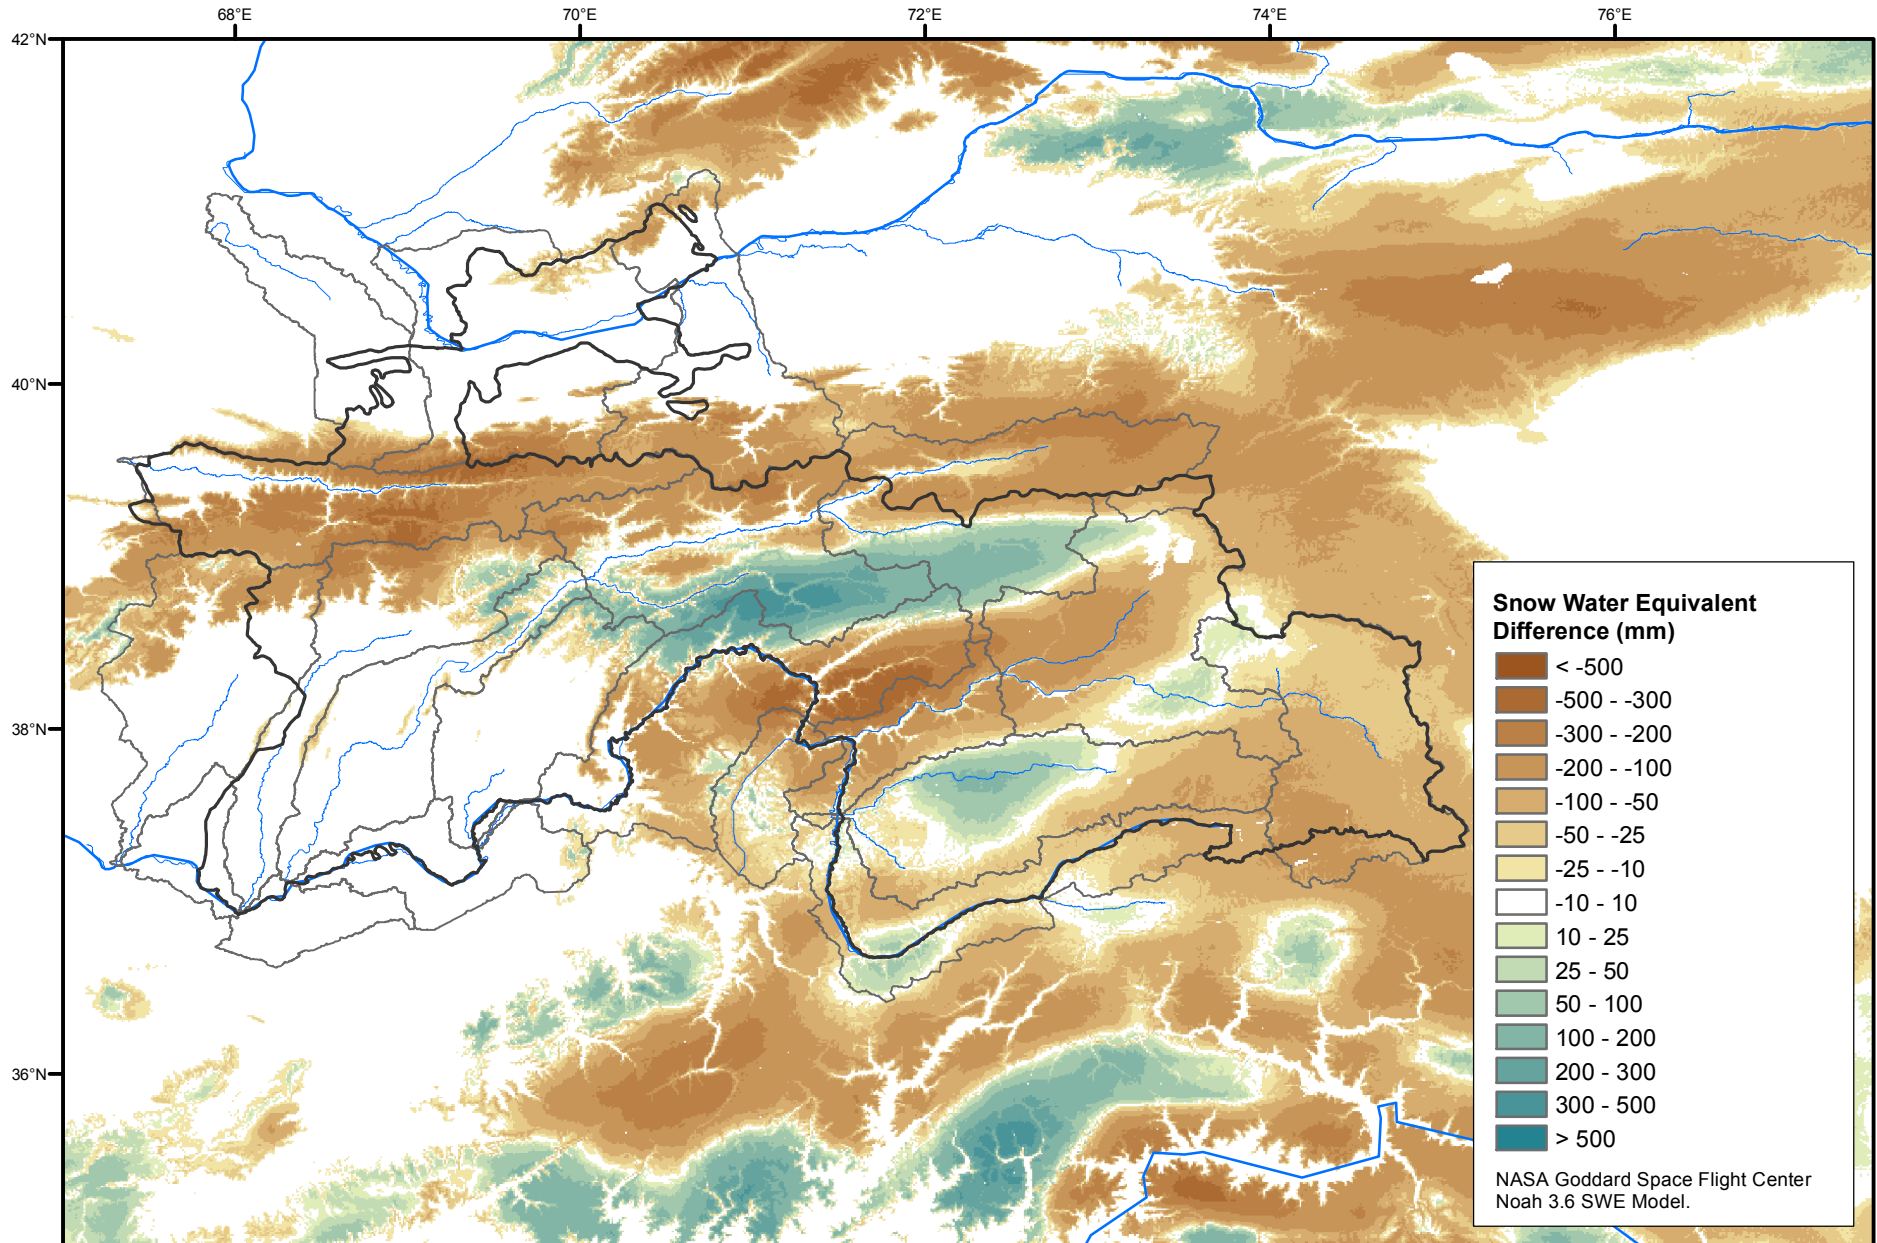 68°E 70°E 72°E 74°E 76°E
42°N
40°N
38°N
36°N
Snow Water Equivalent
Difference (mm)
< -500
-500 - -300
-300 - -200
-200 - -100
-100 - -50
-50 - -25
-25 - -10
-10 - 10
10 - 25
25 - 50
50 - 100
100 - 200
200 - 300
300 - 500
> 500
NASA Goddard Space Flight Center
Noah 3.6 SWE Model.